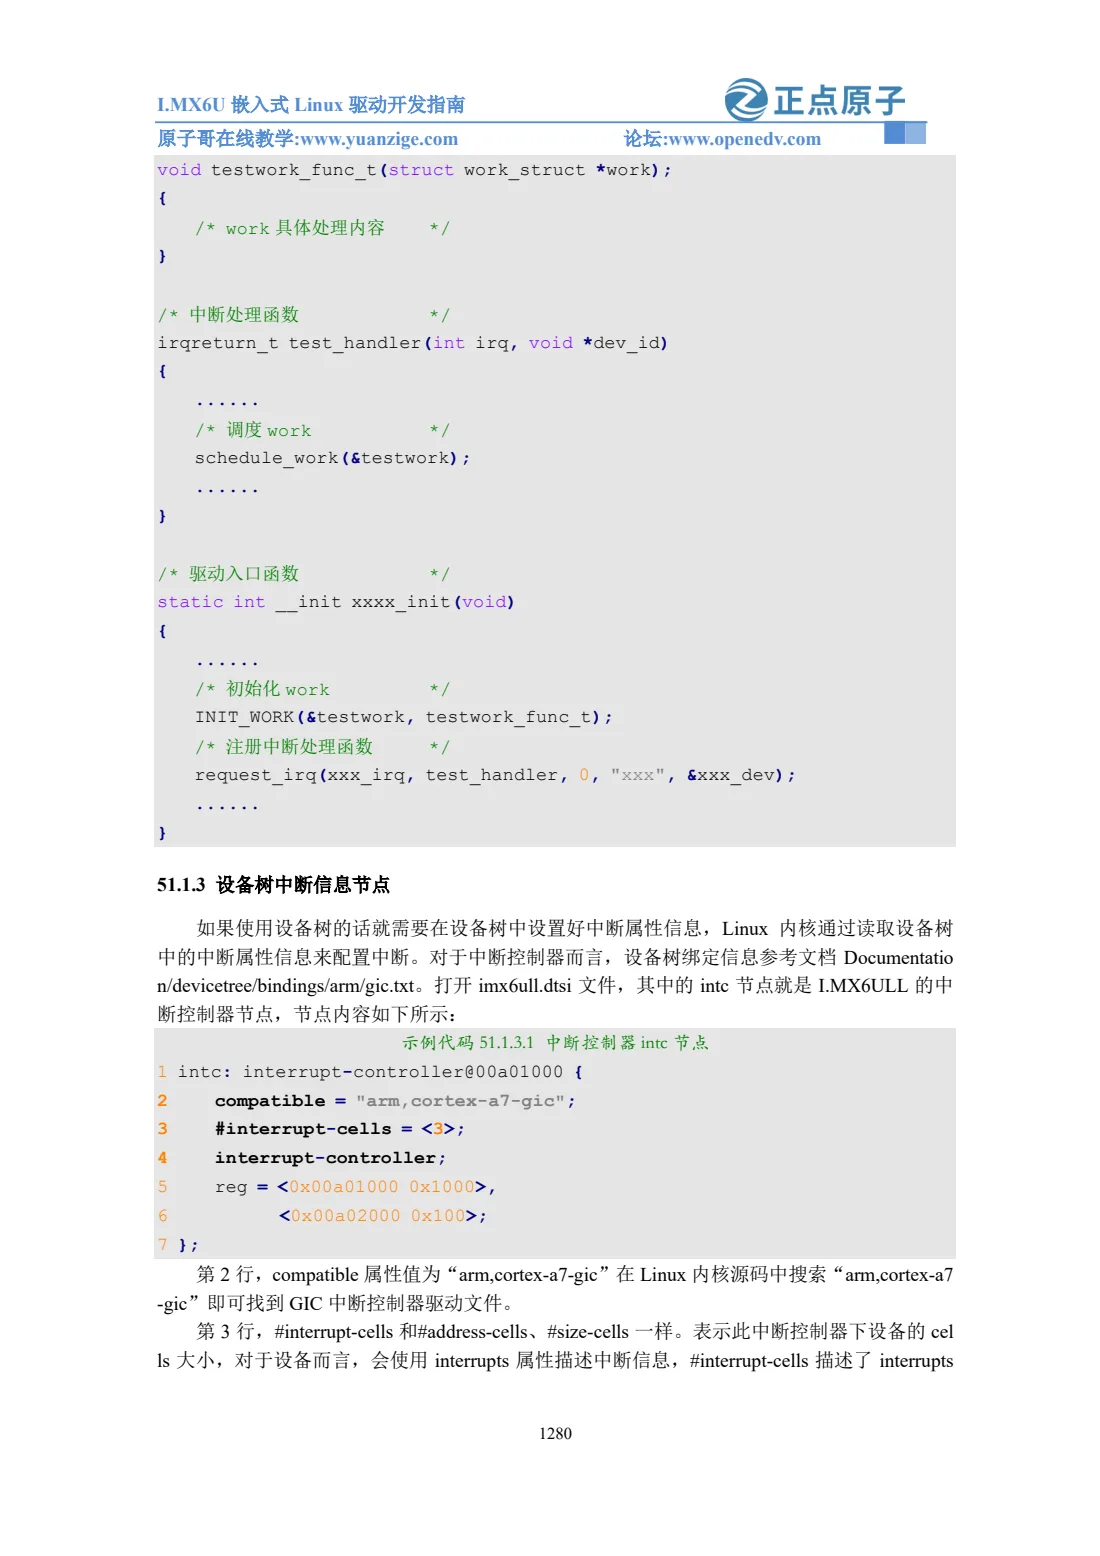 I.MX6U 嵌入式 Linux 驱动开发指南
正点原子
原子哥在线教学:www.yuanzige.com 论坛:www.openedv.com
void testwork_func_t(struct work_struct *work);
{
/* work 具体处理内容 */
}
/* 中断处理函数 */
irqreturn_t test_handler(int irq, void *dev_id)
{
......
/* 调度 work */
schedule_work(&testwork);
......
}
/* 驱动入口函数 */
static int __init xxxx_init(void)
{
......
/* 初始化 work */
INIT_WORK(&testwork, testwork_func_t);
/* 注册中断处理函数 */
request_irq(xxx_irq, test_handler, 0, "xxx", &xxx_dev);
......
}
51.1.3 设备树中断信息节点
如果使用设备树的话就需要在设备树中设置好中断属性信息，Linux 内核通过读取设备树
中的中断属性信息来配置中断。对于中断控制器而言，设备树绑定信息参考文档 Documentatio
n/devicetree/bindings/arm/gic.txt。打开 imx6ull.dtsi 文件，其中的 intc 节点就是 I.MX6ULL 的中
断控制器节点，节点内容如下所示：
示例代码 51.1.3.1 中断控制器 intc 节点
1 intc: interrupt-controller@00a01000 {
2 compatible = "arm,cortex-a7-gic";
3 #interrupt-cells = <3>;
4 interrupt-controller;
5 reg = <0x00a01000 0x1000>,
6 <0x00a02000 0x100>;
7 };
第 2 行，compatible 属性值为“arm,cortex-a7-gic”在 Linux 内核源码中搜索“arm,cortex-a7
-gic”即可找到 GIC 中断控制器驱动文件。
第 3 行，#interrupt-cells 和#address-cells、#size-cells 一样。表示此中断控制器下设备的 cel
ls 大小，对于设备而言，会使用 interrupts 属性描述中断信息，#interrupt-cells 描述了 interrupts
1280